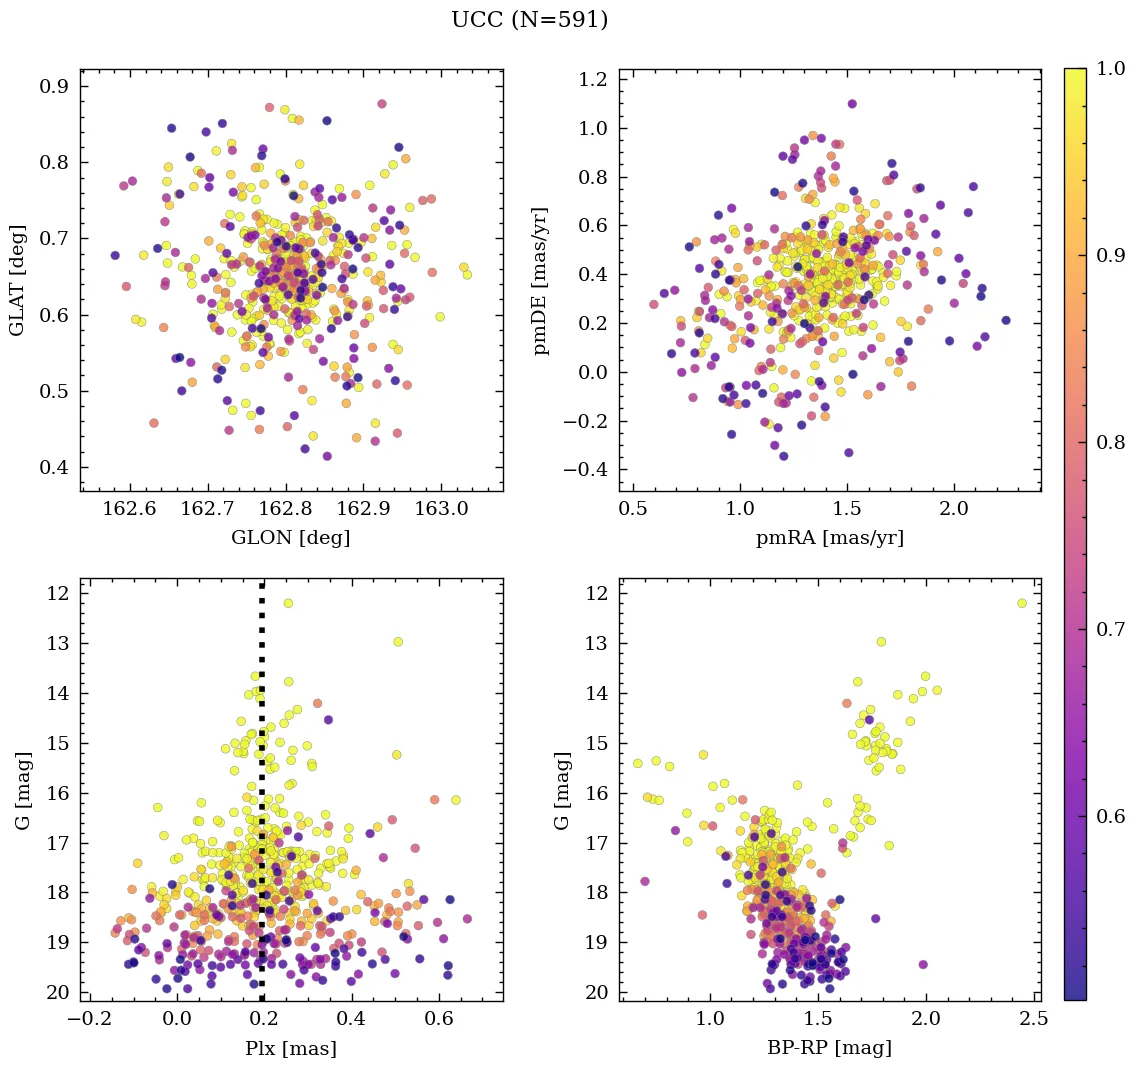 UCC (N=591)
0.9
0.8
0.7
0.6
0.5
0.4
GLAT [deg]
162.6 162.7 162.8 162.9 163.0
GLON [deg]
1.2
1.0
0.8
0.6
0.4
0.2
0.0
−0.2
−0.4
pmDE [mas/yr]
0.5 1.0 1.5 2.0
pmRA [mas/yr]
12
13
14
15
16
17
18
19
20
G [mag]
−0.2 0.0 0.2 0.4 0.6
Plx [mas]
12
13
14
15
16
17
18
19
20
G [mag]
1.0 1.5 2.0 2.5
BP-RP [mag]
1.0
0.9
0.8
0.7
0.6